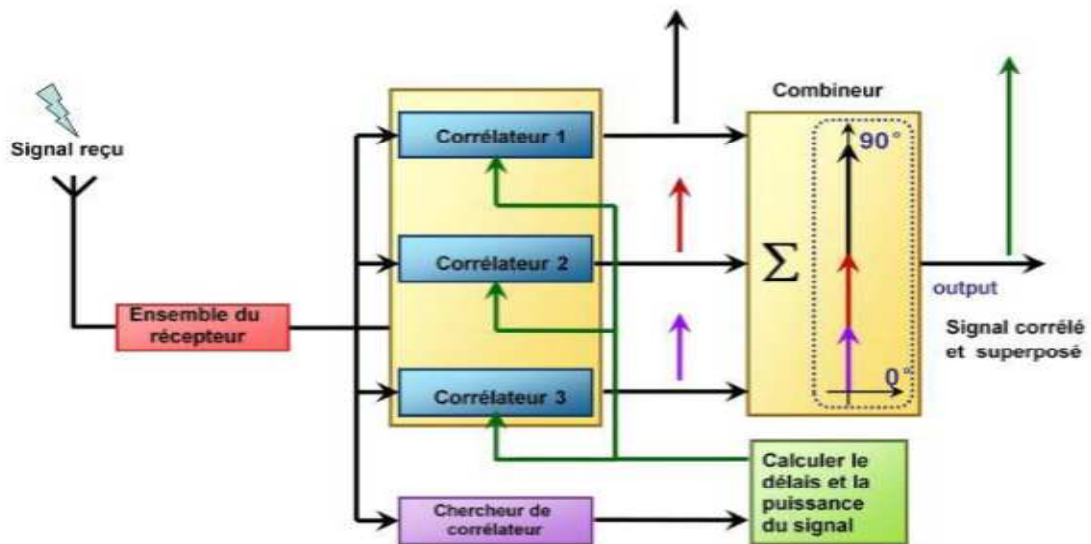 Signal reçu
Ensemble du
récepteur
Corrélateur 1
Corrélateur 2
Corrélateur 3
Chercheur de
corrélateur
Combineur
Σ
90°
0°
Calculer le
délais et la
puissance
du signal
output
Signal corrélé
et superposé